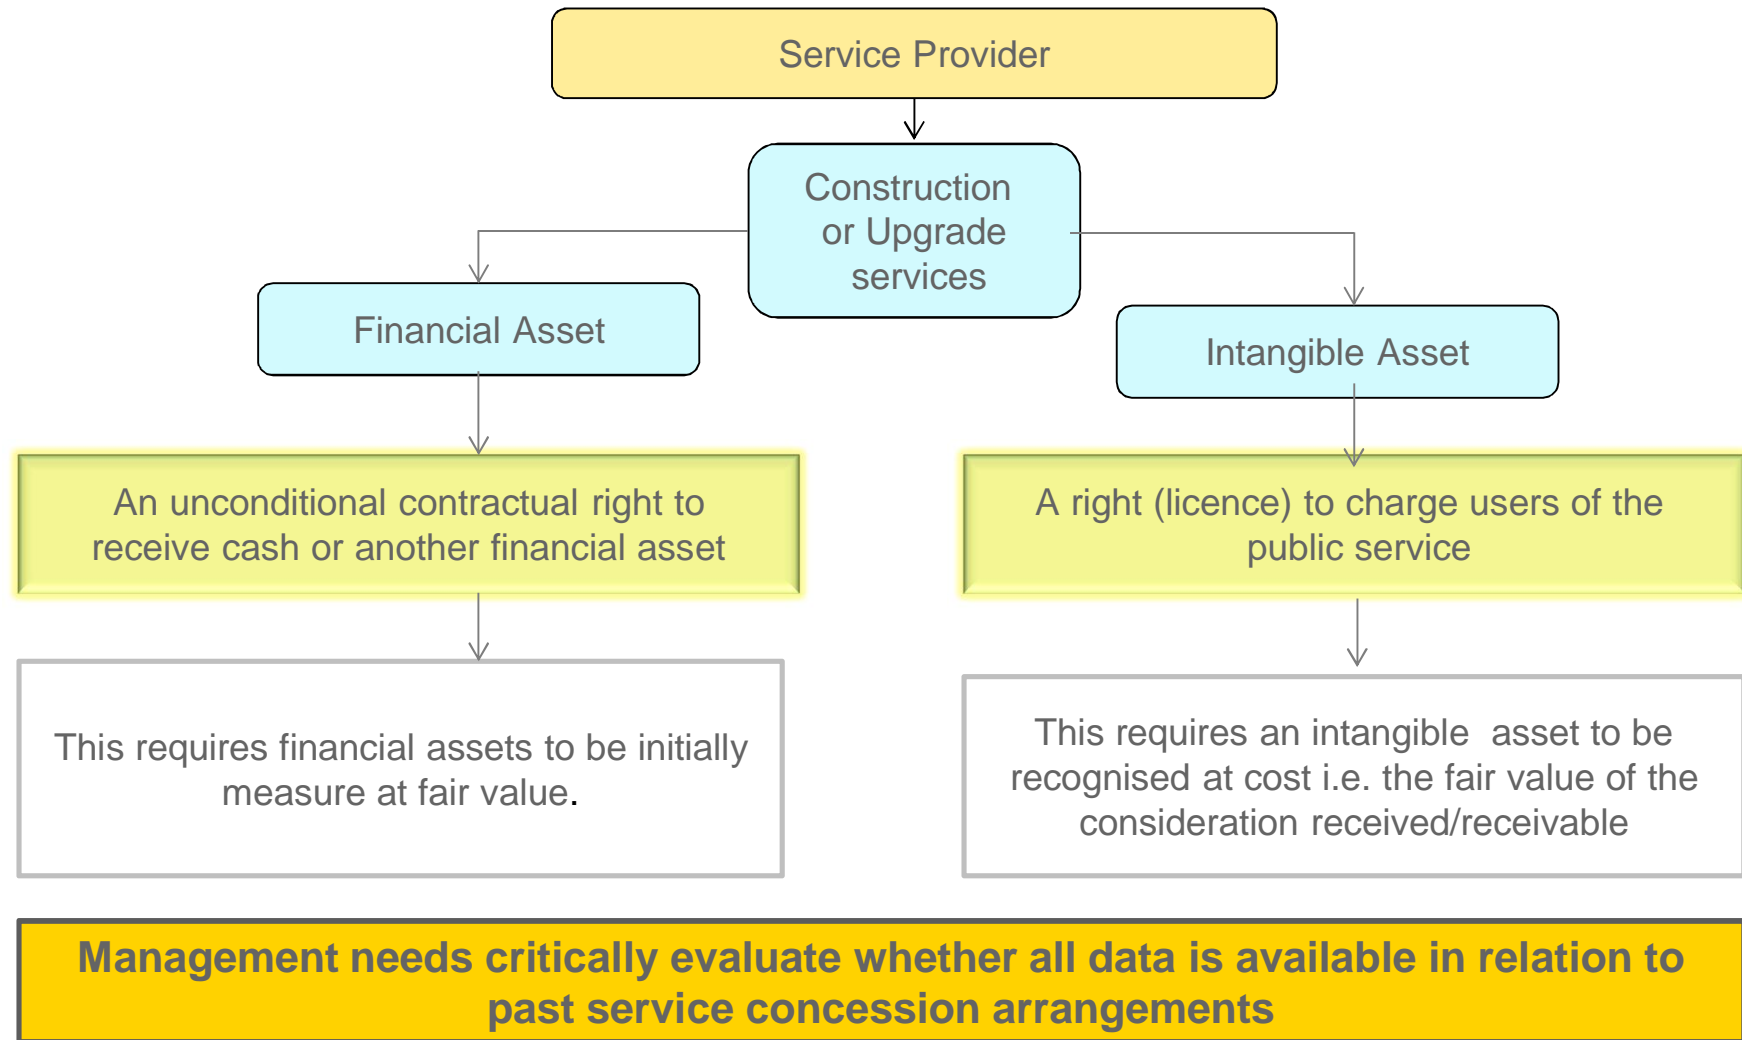 Service Provider
Construction
or Upgrade
services
Financial Asset
Intangible Asset
An unconditional contractual right to
receive cash or another financial asset
A right (licence) to charge users of the
public service
This requires financial assets to be initially
measure at fair value.
This requires an intangible asset to be
recognised at cost i.e. the fair value of the
consideration received/receivable
Management needs critically evaluate whether all data is available in relation to
past service concession arrangements